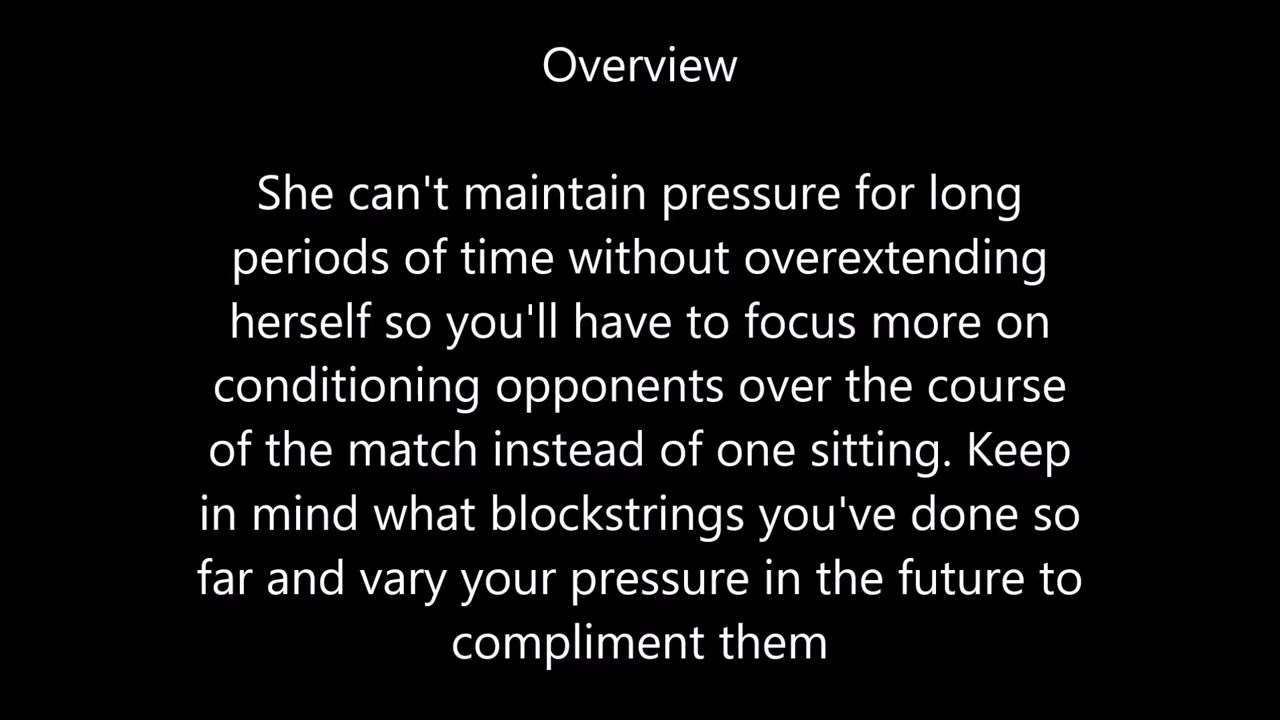 Overview
She can't maintain pressure for long
periods of time without overextending
herself so you'll have to focus more on
conditioning opponents over the course
of the match instead of one sitting. Keep
in mind what blockstrings you've done so
far and vary your pressure in the future to
compliment them